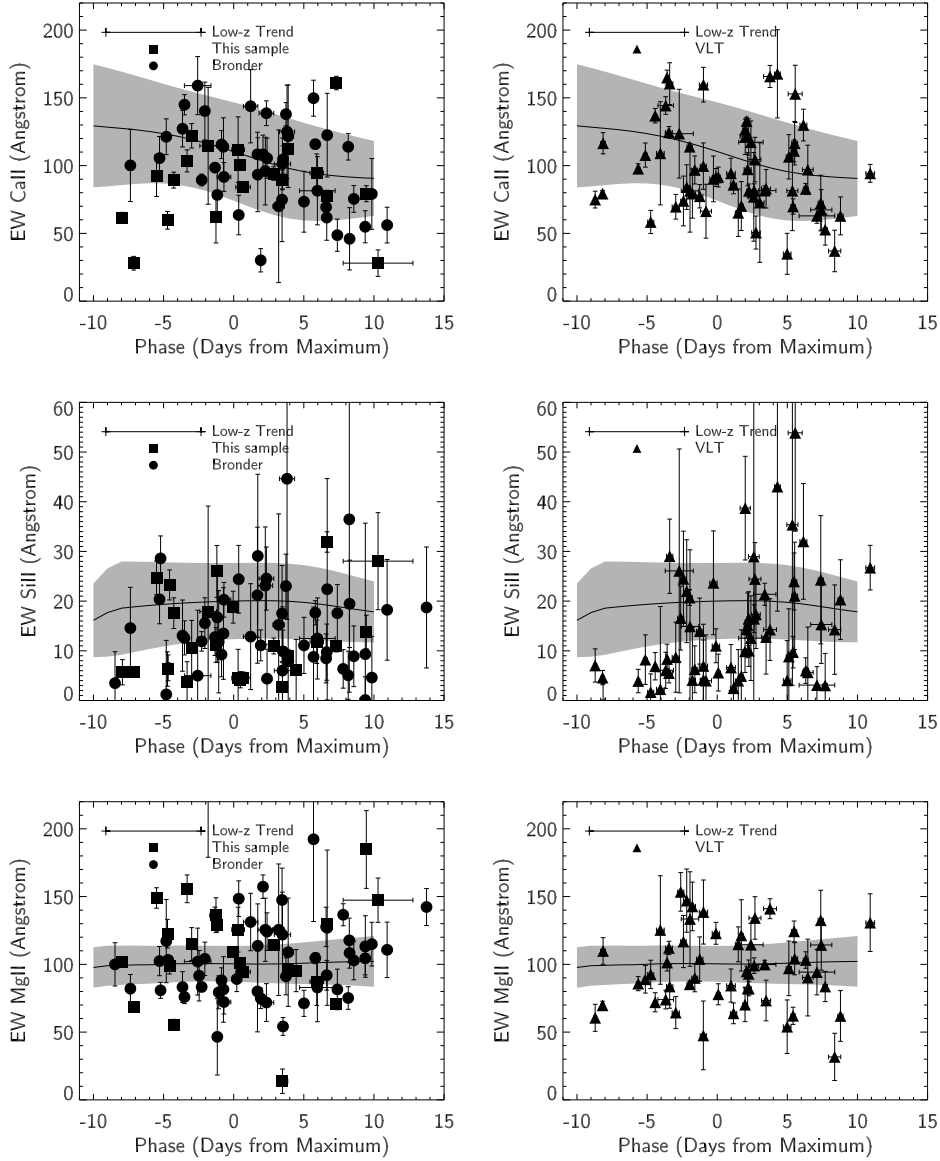 Low-z Trend
This sample
Bronder
EW CaII (Angstrom)
200
150
100
50
0
-10 -5 0 5 10 15
Phase (Days from Maximum)
Low-z Trend
VLT
EW CaII (Angstrom)
200
150
100
50
0
-10 -5 0 5 10 15
Phase (Days from Maximum)
Low-z Trend
This sample
Bronder
EW SiII (Angstrom)
60
50
40
30
20
10
0
-10 -5 0 5 10 15
Phase (Days from Maximum)
Low-z Trend
VLT
EW SiII (Angstrom)
60
50
40
30
20
10
0
-10 -5 0 5 10 15
Phase (Days from Maximum)
Low-z Trend
This sample
Bronder
EW MgII (Angstrom)
200
150
100
50
0
-10 -5 0 5 10 15
Phase (Days from Maximum)
Low-z Trend
VLT
EW MgII (Angstrom)
200
150
100
50
0
-10 -5 0 5 10 15
Phase (Days from Maximum)